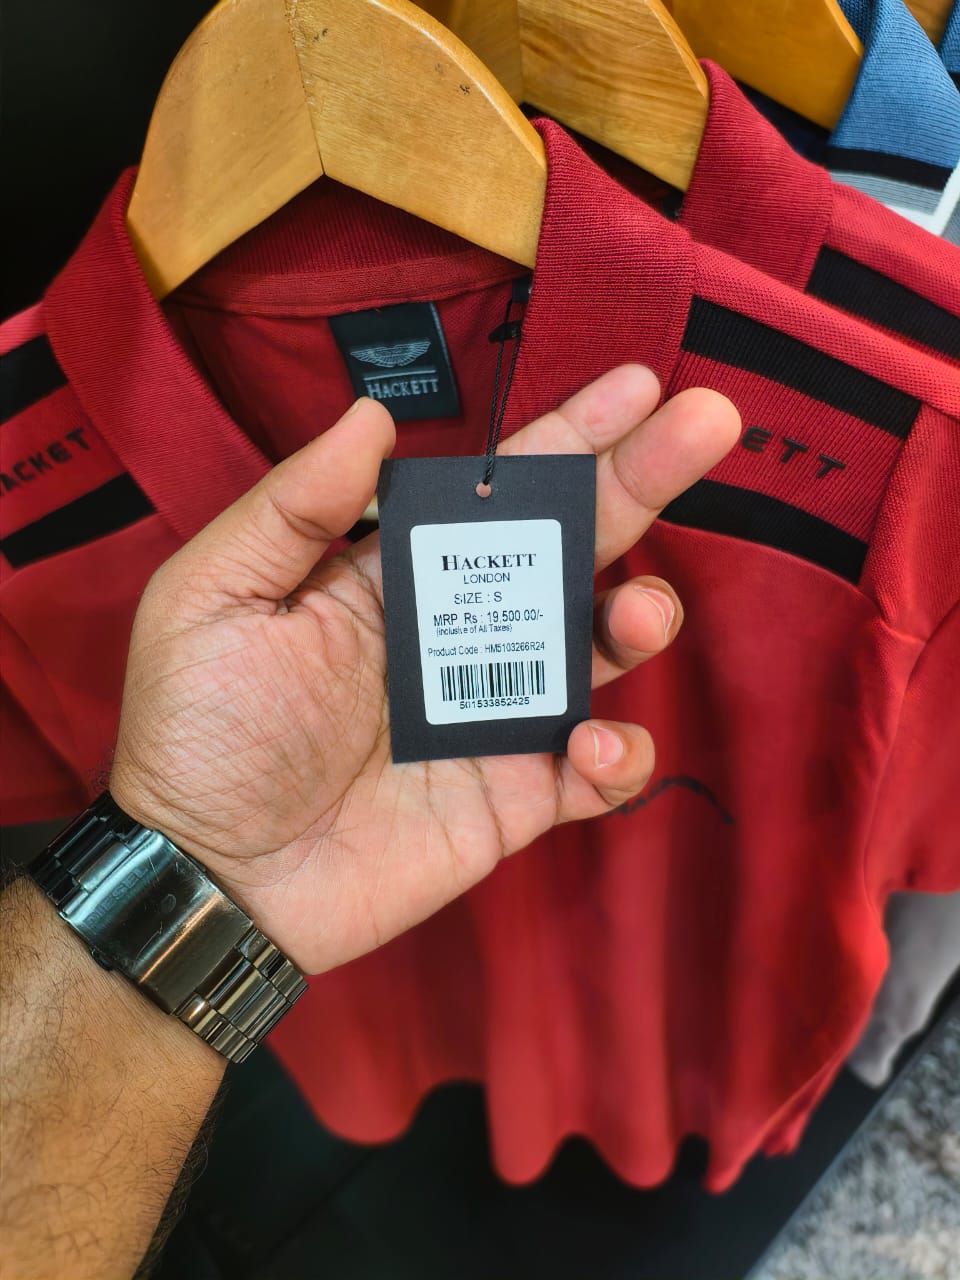 HACKETT
HACKETT
ETT
HACKETT
LONDON
SIZE : S
MRP Rs : 19,500.00/-
(Inclusive of All Taxes)
Product Code : HM5103266R24
501533852425
DIESEL